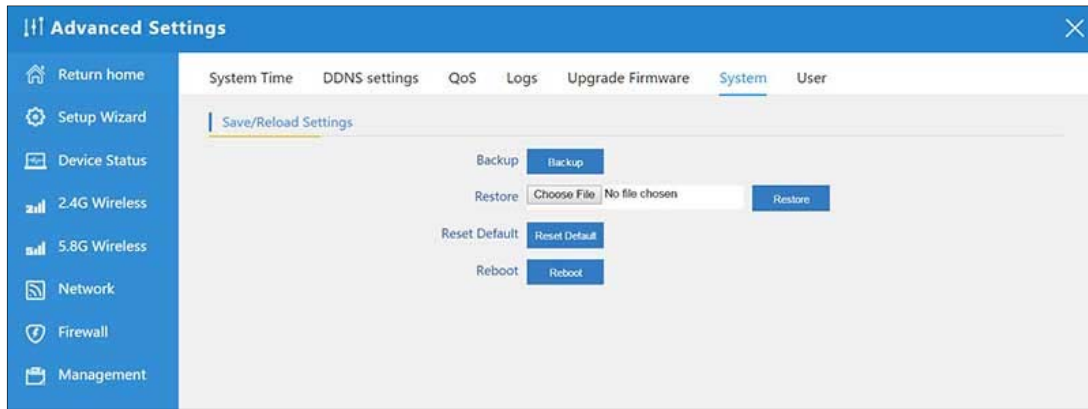 Advanced Settings
Return home
Setup Wizard
Device Status
2.4G Wireless
5.8G Wireless
Network
Firewall
Management
System Time DDNS settings QoS Logs Upgrade Firmware System User
Save/Reload Settings
Backup Backup
Restore Choose File No file chosen Restore
Reset Default Reset Default
Reboot Reboot